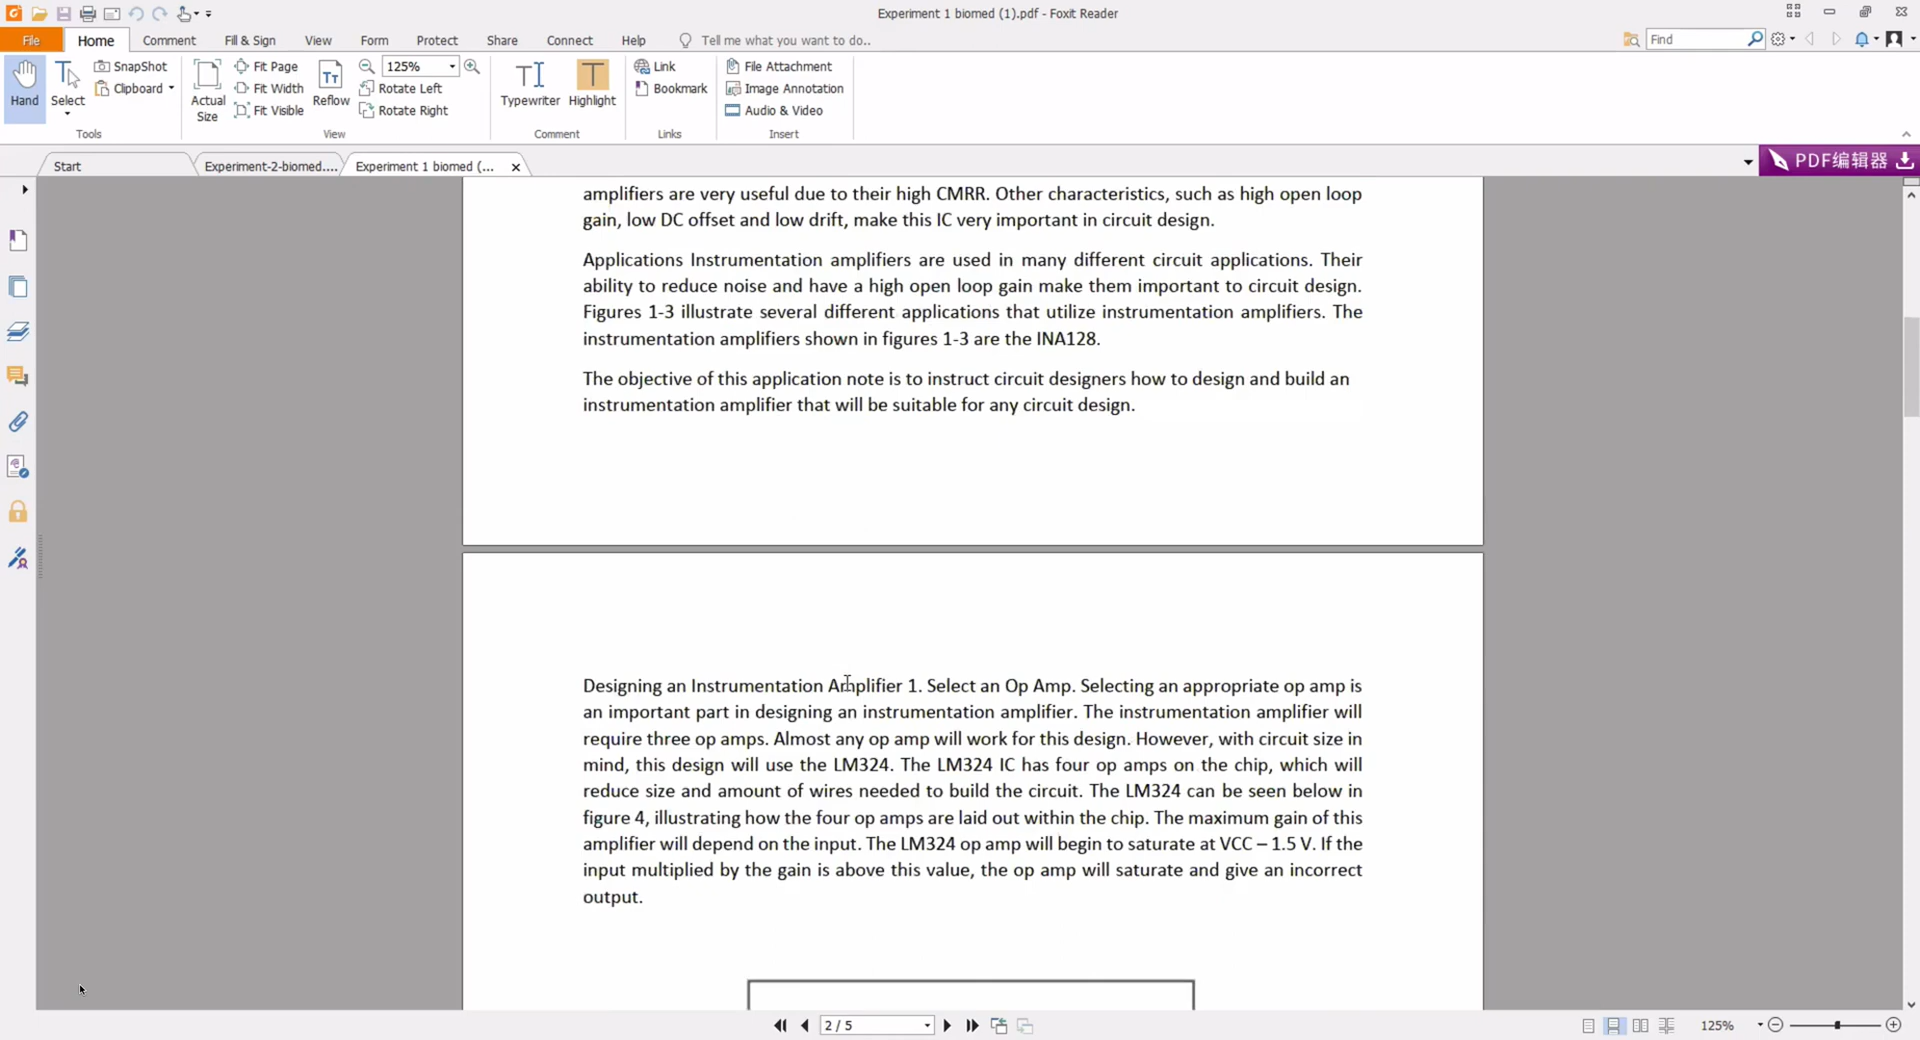 Experiment 1 biomed (1).pdf - Foxit Reader
File Home Comment Fill & Sign View Form Protect Share Connect Help Tell me what you want to do.. Find
Hand
Select
SnapShot
Clipboard
Tools
Actual Size
Fit Page
Fit Width
Fit Visible
Reflow
125%
Rotate Left
Rotate Right
View
Typewriter
Highlight
Comment
Link
Bookmark
Links
File Attachment
Image Annotation
Audio & Video
Insert
Start Experiment-2-biomed.... Experiment 1 biomed (... PDF编辑器
amplifiers are very useful due to their high CMRR. Other characteristics, such as high open loop
gain, low DC offset and low drift, make this IC very important in circuit design.
Applications Instrumentation amplifiers are used in many different circuit applications. Their
ability to reduce noise and have a high open loop gain make them important to circuit design.
Figures 1-3 illustrate several different applications that utilize instrumentation amplifiers. The
instrumentation amplifiers shown in figures 1-3 are the INA128.
The objective of this application note is to instruct circuit designers how to design and build an
instrumentation amplifier that will be suitable for any circuit design.
Designing an Instrumentation Amplifier 1. Select an Op Amp. Selecting an appropriate op amp is
an important part in designing an instrumentation amplifier. The instrumentation amplifier will
require three op amps. Almost any op amp will work for this design. However, with circuit size in
mind, this design will use the LM324. The LM324 IC has four op amps on the chip, which will
reduce size and amount of wires needed to build the circuit. The LM324 can be seen below in
figure 4, illustrating how the four op amps are laid out within the chip. The maximum gain of this
amplifier will depend on the input. The LM324 op amp will begin to saturate at VCC – 1.5 V. If the
input multiplied by the gain is above this value, the op amp will saturate and give an incorrect
output.
2 / 5
125%